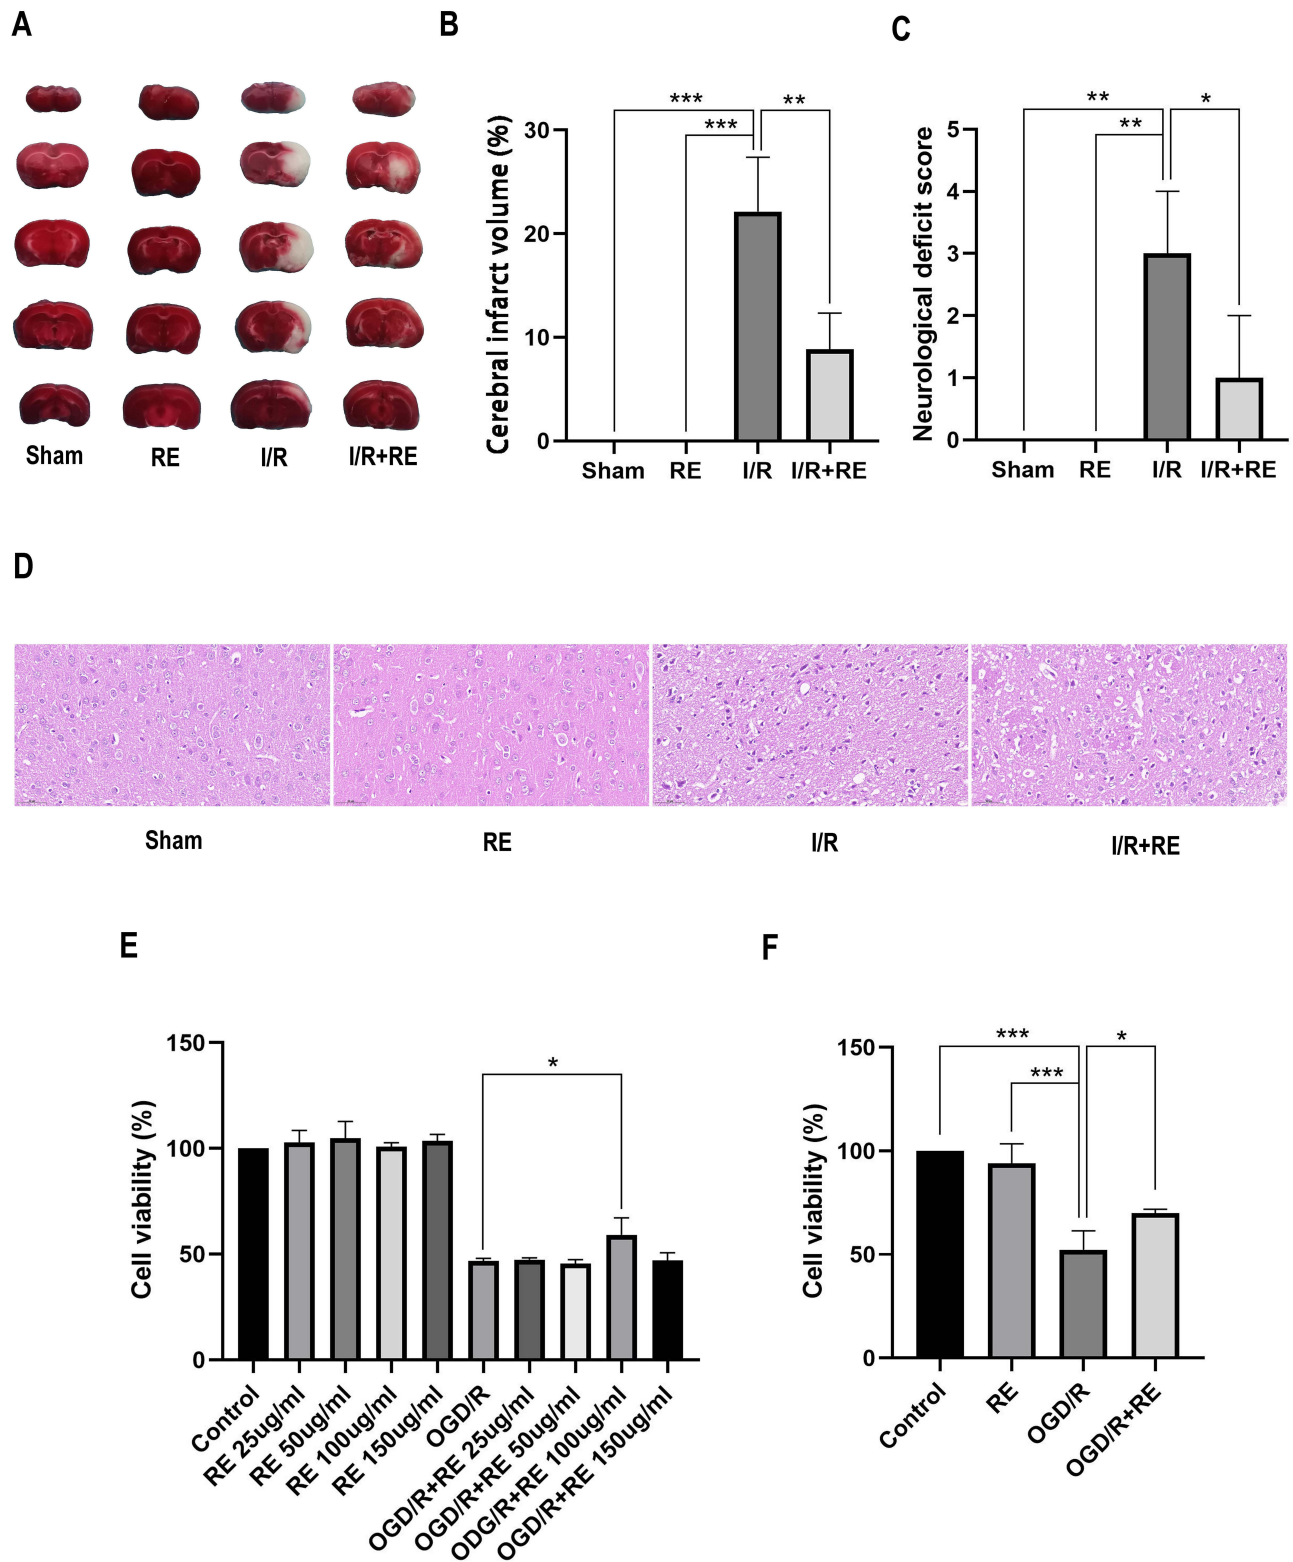 A
B
C
Sham
RE
I/R
I/R+RE
Cerebral infarct volume (%)
30
20
10
0
***
***
**
Sham
RE
I/R
I/R+RE
Neurological deficit score
5
4
3
2
1
0
**
**
*
Sham
RE
I/R
I/R+RE
D
Sham
RE
I/R
I/R+RE
E
F
Cell viability (%)
150
100
50
0
*
Control
RE 25ug/ml
RE 50ug/ml
RE 100ug/ml
RE 150ug/ml
OGD/R
OGD/R+RE 25ug/ml
OGD/R+RE 50ug/ml
ODG/R+RE 100ug/ml
OGD/R+RE 150ug/ml
Cell viability (%)
150
100
50
0
***
***
*
Control
RE
OGD/R
OGD/R+RE